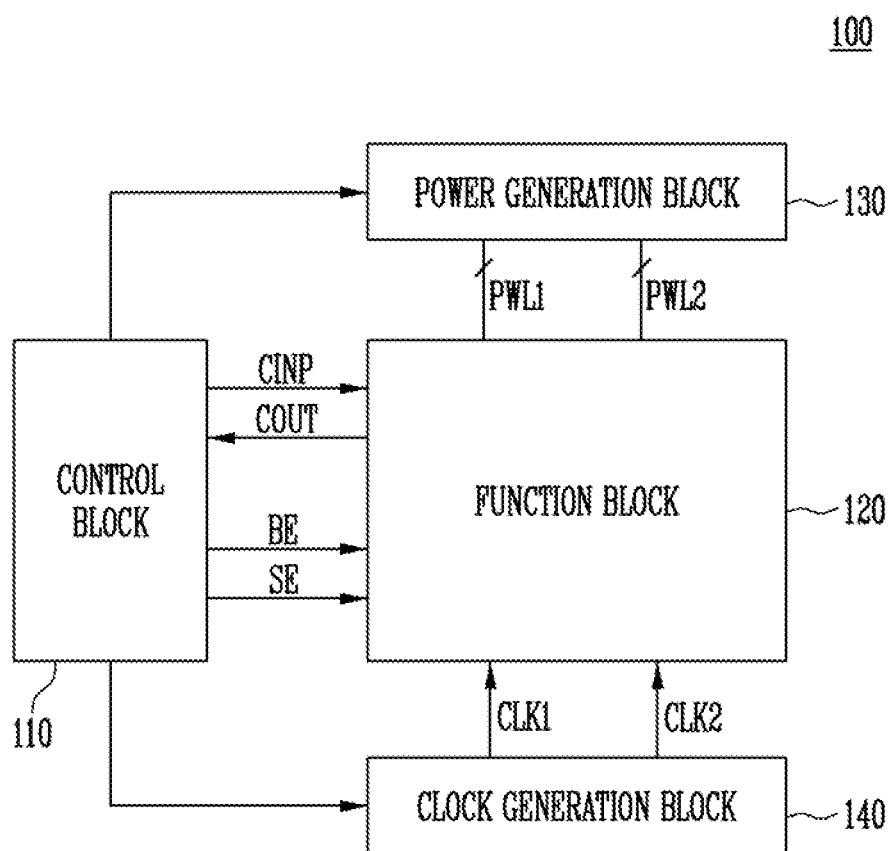 100
POWER GENERATION BLOCK
130
PWL1
PWL2
CINP
COUT
CONTROL
BLOCK
FUNCTION BLOCK
120
BE
SE
110
CLK1
CLK2
CLOCK GENERATION BLOCK
140